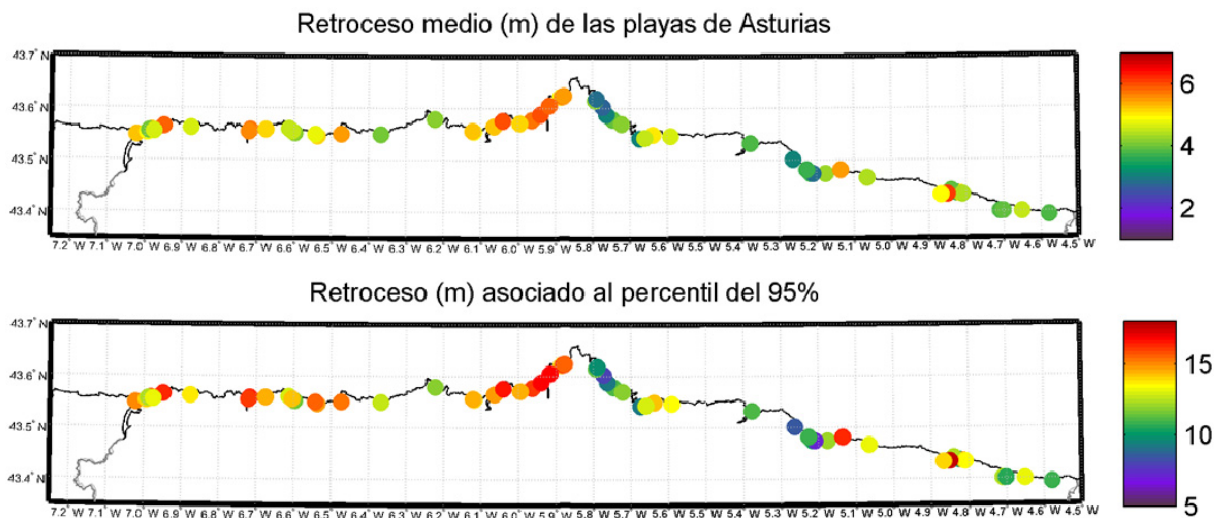 Retroceso medio (m) de las playas de Asturias
43.7° N
43.6° N
43.5° N
43.4° N
7.2° W 7.1° W 7.0° W 6.9° W 6.8° W 6.7° W 6.6° W 6.5° W 6.4° W 6.3° W 6.2° W 6.1° W 6.0° W 5.9° W 5.8° W 5.7° W 5.6° W 5.5° W 5.4° W 5.3° W 5.2° W 5.1° W 5.0° W 4.9° W 4.8° W 4.7° W 4.6° W 4.5° W
6
4
2
Retroceso (m) asociado al percentil del 95%
43.7° N
43.6° N
43.5° N
43.4° N
7.2° W 7.1° W 7.0° W 6.9° W 6.8° W 6.7° W 6.6° W 6.5° W 6.4° W 6.3° W 6.2° W 6.1° W 6.0° W 5.9° W 5.8° W 5.7° W 5.6° W 5.5° W 5.4° W 5.3° W 5.2° W 5.1° W 5.0° W 4.9° W 4.8° W 4.7° W 4.6° W 4.5° W
15
10
5